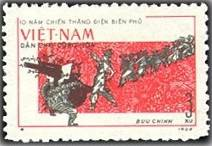 10 NĂM CHIẾN THẮNG ĐIỆN BIÊN PHỦ
VIỆT-NAM
DÂN CHỦ CỘNG HÒA
3
XU
BƯU CHÍNH
1964